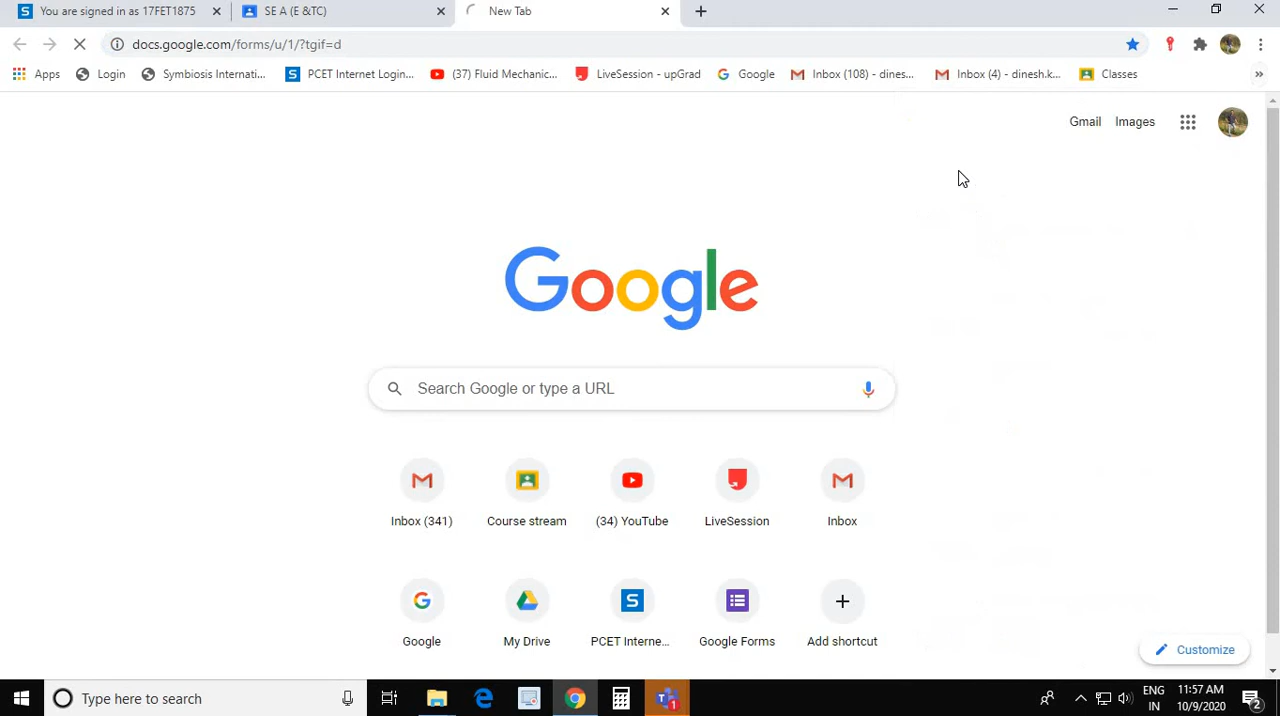 You are signed in as 17FET1875
SE A (E &TC)
New Tab
docs.google.com/forms/u/1/?tgif=d
Apps
Login
Symbiosis Internati...
PCET Internet Login...
(37) Fluid Mechanic...
LiveSession - upGrad
Google
Inbox (108) - dines...
Inbox (4) - dinesh.k...
Classes
»
Gmail
Images
Google
Search Google or type a URL
Inbox (341)
Course stream
(34) YouTube
LiveSession
Inbox
Google
My Drive
PCET Interne...
Google Forms
Add shortcut
Customize
Type here to search
1
ENG
IN
11:57 AM
10/9/2020
2